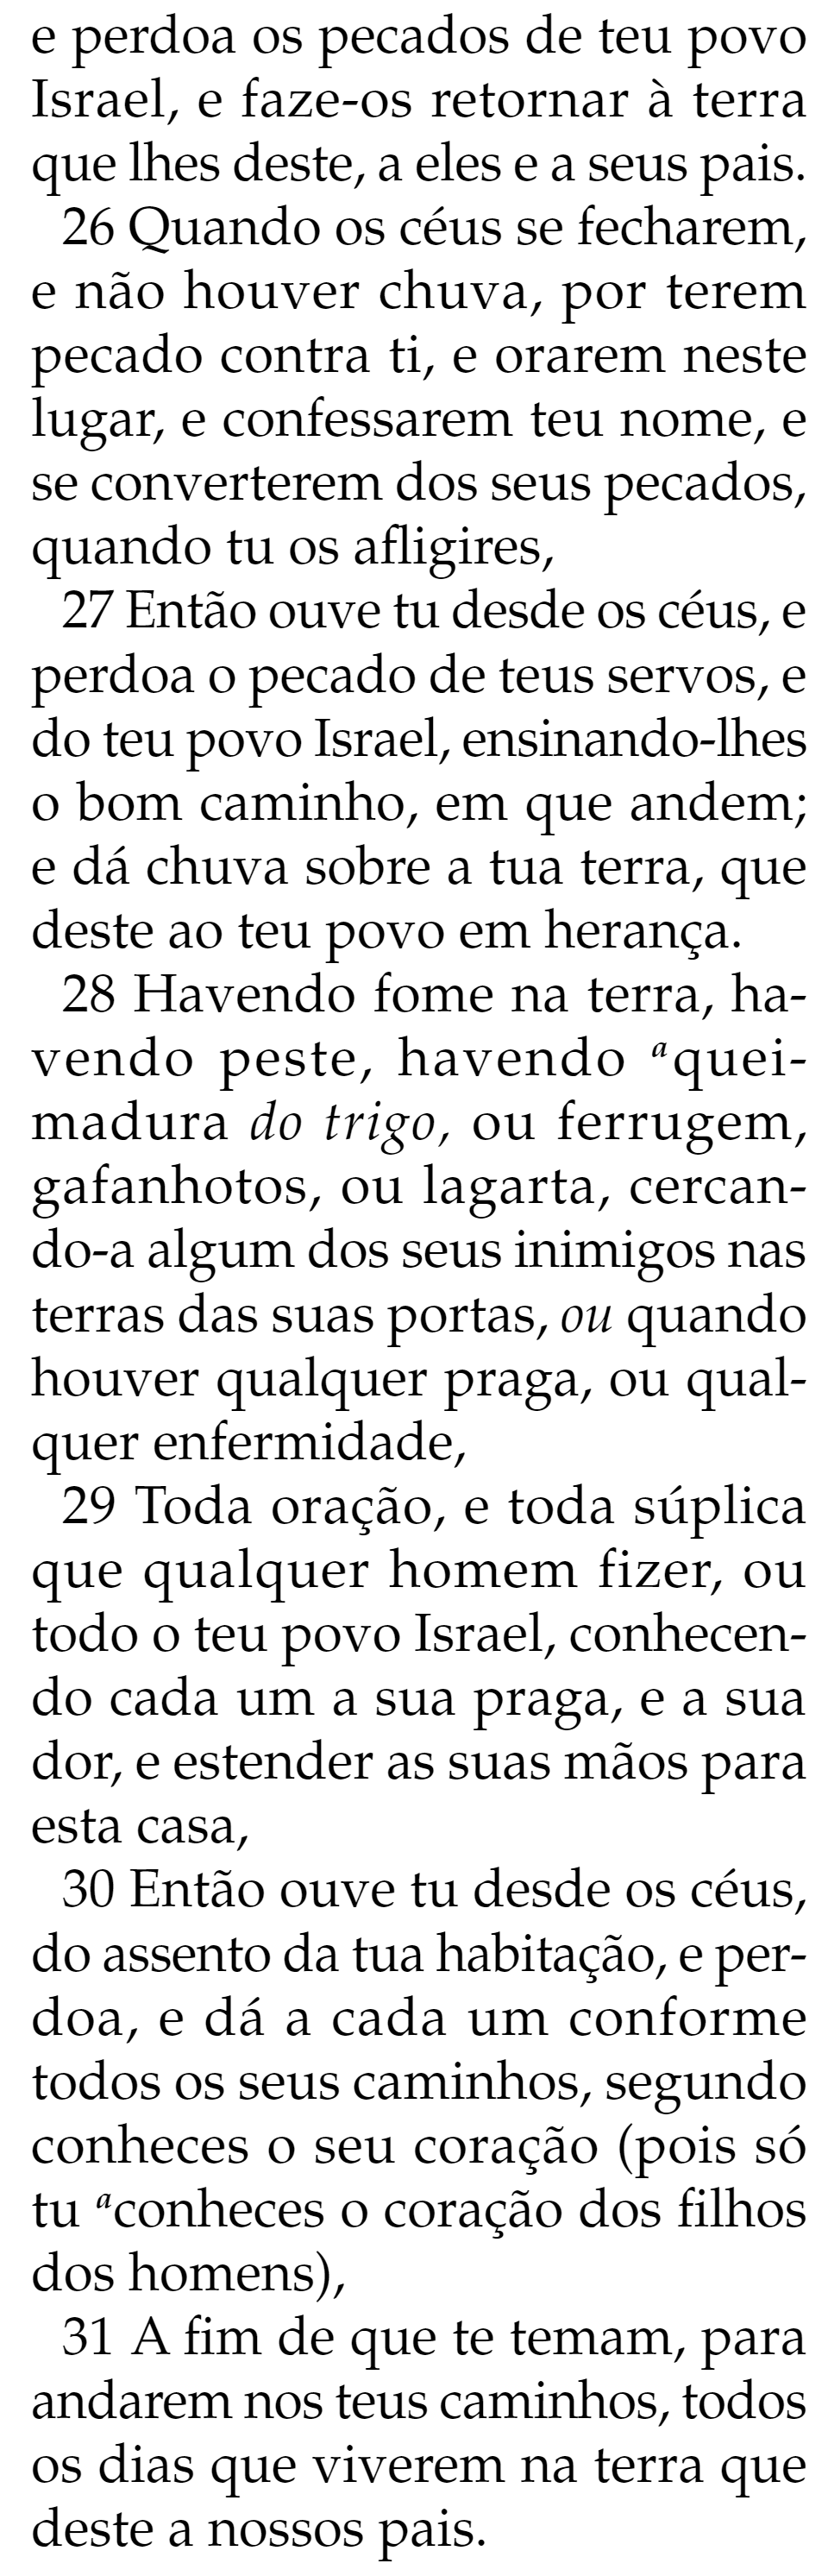 e perdoa os pecados de teu povo
Israel, e faze-os retornar à terra
que lhes deste, a eles e a seus pais.
26 Quando os céus se fecharem,
e não houver chuva, por terem
pecado contra ti, e orarem neste
lugar, e confessarem teu nome, e
se converterem dos seus pecados,
quando tu os afligires,
27 Então ouve tu desde os céus, e
perdoa o pecado de teus servos, e
do teu povo Israel, ensinando-lhes
o bom caminho, em que andem;
e dá chuva sobre a tua terra, que
deste ao teu povo em herança.
28 Havendo fome na terra, ha-
vendo peste, havendo ᵃquei-
madura do trigo, ou ferrugem,
gafanhotos, ou lagarta, cercan-
do-a algum dos seus inimigos nas
terras das suas portas, ou quando
houver qualquer praga, ou qual-
quer enfermidade,
29 Toda oração, e toda súplica
que qualquer homem fizer, ou
todo o teu povo Israel, conhecen-
do cada um a sua praga, e a sua
dor, e estender as suas mãos para
esta casa,
30 Então ouve tu desde os céus,
do assento da tua habitação, e per-
doa, e dá a cada um conforme
todos os seus caminhos, segundo
conheces o seu coração (pois só
tu ᵃconheces o coração dos filhos
dos homens),
31 A fim de que te temam, para
andarem nos teus caminhos, todos
os dias que viverem na terra que
deste a nossos pais.